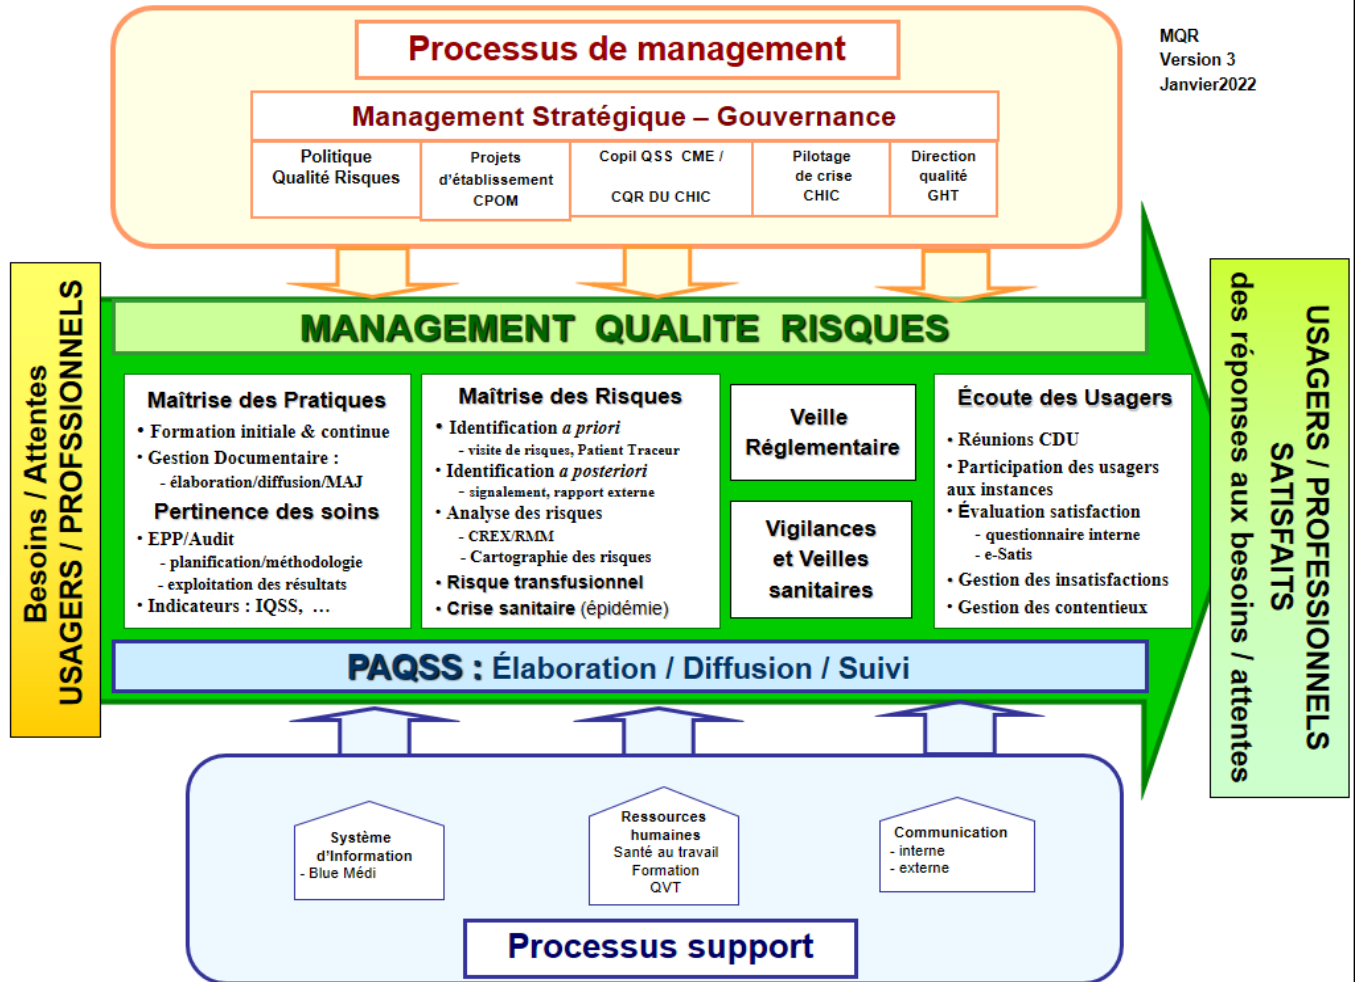 Processus de management
MQR
Version 3
Janvier2022
Management Stratégique – Gouvernance
Politique
Qualité Risques
Projets
d'établissement
CPOM
Copil QSS CME /
CQR DU CHIC
Pilotage
de crise
CHIC
Direction
qualité
GHT
Besoins / Attentes
USAGERS / PROFSSIONNELS
MANAGEMENT QUALITE RISQUES
Maîtrise des Pratiques
• Formation initiale & continue
• Gestion Documentaire :
- élaboration/diffusion/MAJ
Pertinence des soins
• EPP/Audit
- planification/méthodologie
- exploitation des résultats
• Indicateurs : IQSS, …
Maîtrise des Risques
• Identification a priori
- visite de risques, Patient Traceur
• Identification a posteriori
- signalement, rapport externe
• Analyse des risques
- CREX/RMM
- Cartographie des risques
• Risque transfusionnel
• Crise sanitaire (épidémie)
Veille
Réglementaire
Vigilances
et Veilles
sanitaires
Écoute des Usagers
• Réunions CDU
• Participation des usagers
aux instances
• Évaluation satisfaction
- questionnaire interne
- e-Satis
• Gestion des insatisfactions
• Gestion des contentieux
USAGERS / PROFESSIONNELS
SATISFAITS
des réponses aux besoins / attentes
PAQSS : Élaboration / Diffusion / Suivi
Système
d'Information
- Blue Médi
Ressources
humaines
Santé au travail
Formation
QVT
Communication
- interne
- externe
Processus support